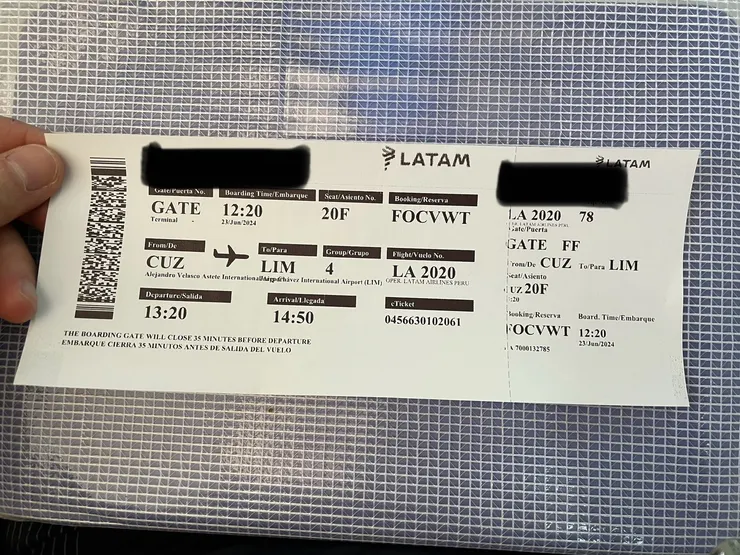 LATAM
Gate/Puerta No. Boarding Time/Embarque Seat/Asiento No. Booking/Reserva
GATE 12:20 20F FOCVWT
Terminal - 23/Jun/2024
From/De To/Para Group/Grupo Flight/Vuelo No.
CUZ LIM 4 LA 2020
Alejandro Velasco Astete International Chávez International Airport (LIM) OPER. LATAM AIRLINES PERU
Departure/Salida Arrival/Llegada eTicket
13:20 14:50 0456630102061
THE BOARDING GATE WILL CLOSE 35 MINUTES BEFORE DEPARTURE
EMBARQUE CIERRA 35 MINUTOS ANTES DE SALIDA DEL VUELO
LATAM
LA 2020 78
Gate/Puerta
GATE FF
From/De CUZ To/Para LIM
Seat/Asiento
UZ 20F
:20
Booking/Reserva Board. Time/Embarque
FOCVWT 12:20
23/Jun/2024
A 7000132785